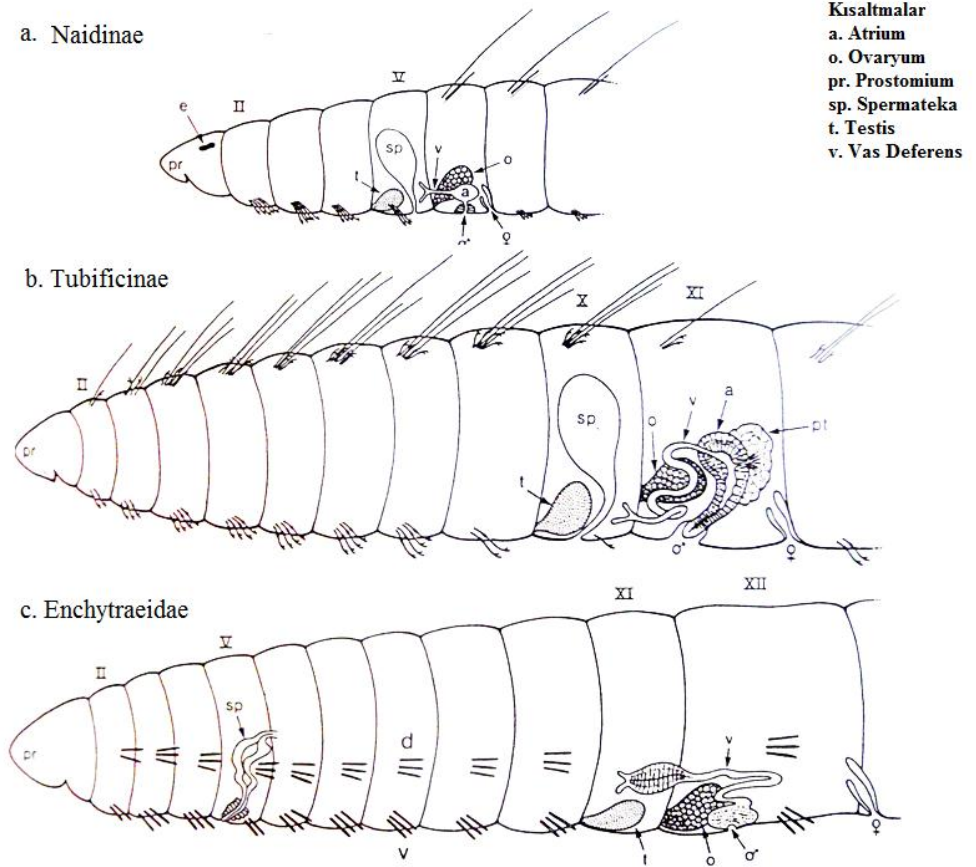 Kısaltmalar
a. Atrium
o. Ovaryum
pr. Prostomium
sp. Spermateka
t. Testis
v. Vas Deferens
a. Naidinae
V
II
e
pr
sp
v
o
t
a
♂
♀
b. Tubificinae
X
XI
II
sp.
v
a
o
pt
pr
t
♂
♀
c. Enchytraeidae
XI
XII
V
II
sp
pr
d
v
V
t
o
♂
♀